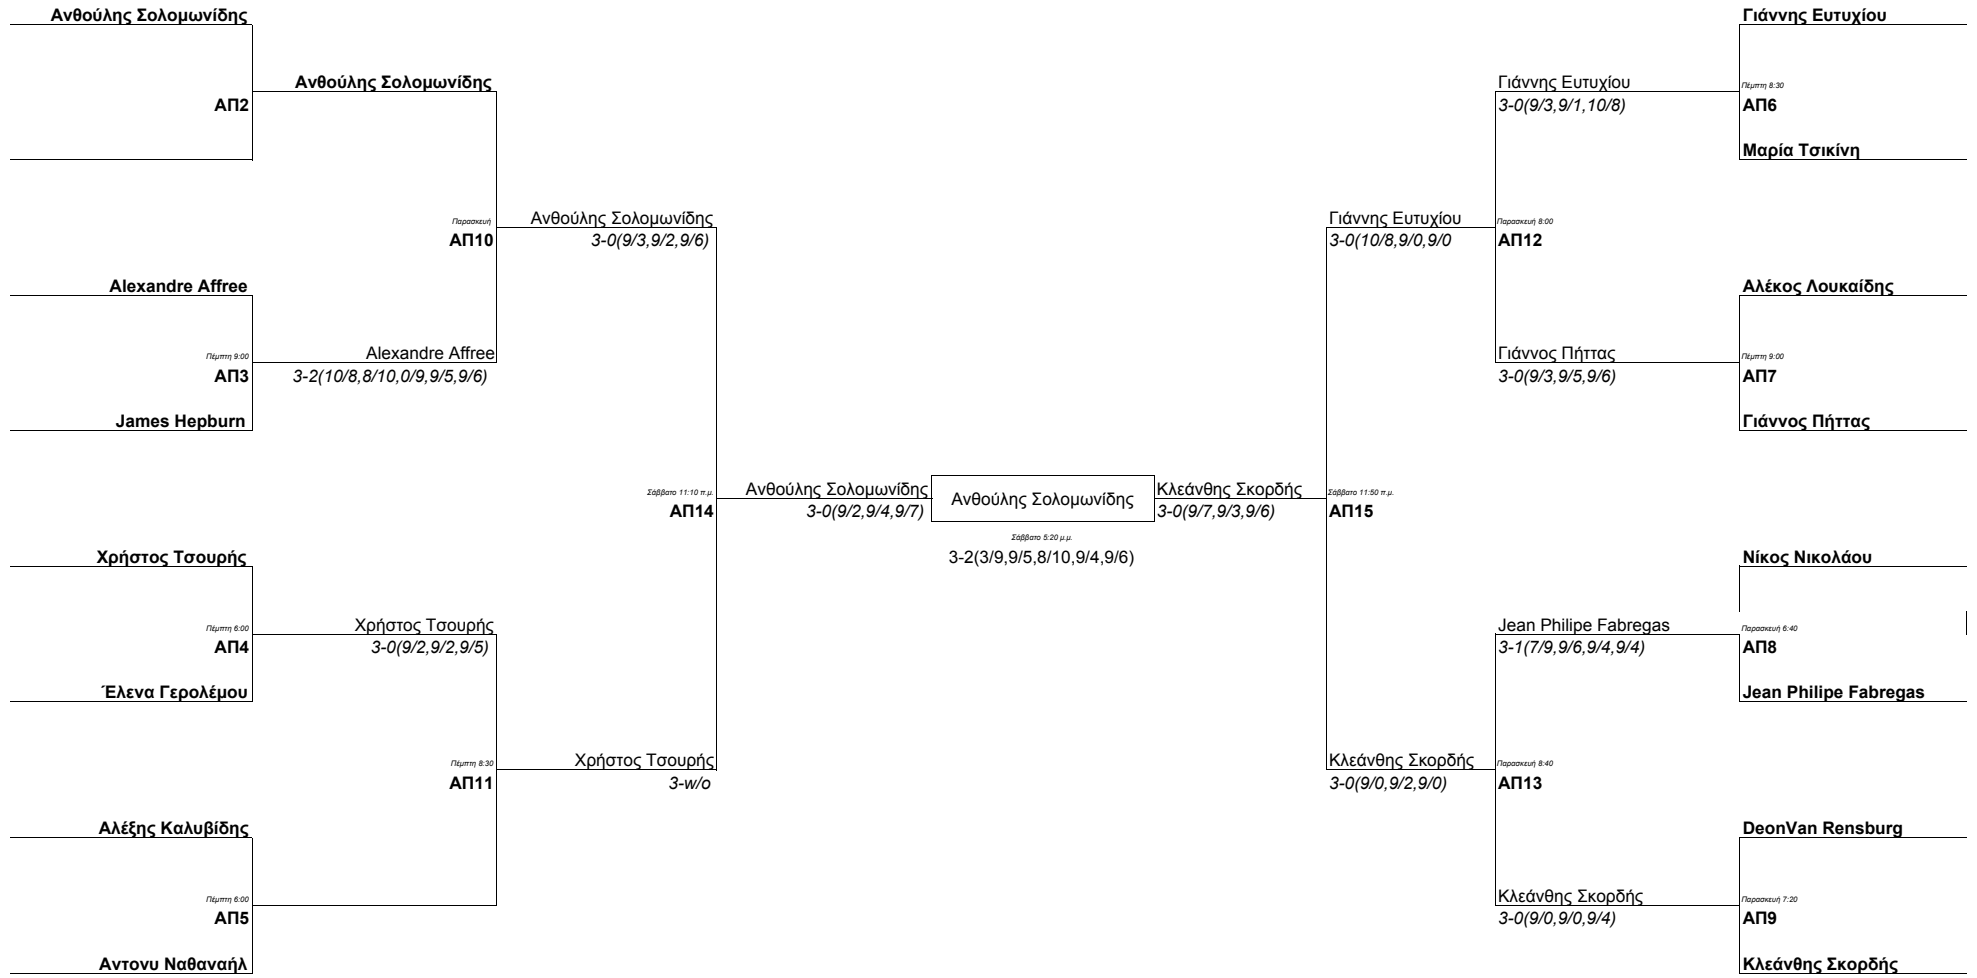 Ανθούλης Σολομωνίδης
Γιάννης Ευτυχίου
Ανθούλης Σολομωνίδης
Γιάννης Ευτυχίου
Πέμπτη 8:30
ΑΠ2
3-0(9/3,9/1,10/8)
ΑΠ6
Μαρία Τσικίνη
Παρασκευή
Ανθούλης Σολομωνίδης
Γιάννης Ευτυχίου
Παρασκευή 8:00
ΑΠ10
3-0(9/3,9/2,9/6)
3-0(10/8,9/0,9/0
ΑΠ12
Alexandre Affree
Αλέκος Λουκαίδης
Πέμπτη 9:00
Alexandre Affree
Γιάννος Πήττας
Πέμπτη 9:00
ΑΠ3
3-2(10/8,8/10,0/9,9/5,9/6)
3-0(9/3,9/5,9/6)
ΑΠ7
James Hepburn
Γιάννος Πήττας
Σάββατο 11:10 π.μ.
Ανθούλης Σολομωνίδης
Ανθούλης Σολομωνίδης
Κλεάνθης Σκορδής
Σάββατο 11:50 π.μ.
ΑΠ14
3-0(9/2,9/4,9/7)
3-0(9/7,9/3,9/6)
ΑΠ15
Σάββατο 5:20 μ.μ.
3-2(3/9,9/5,8/10,9/4,9/6)
Χρήστος Τσουρής
Νίκος Νικολάου
Πέμπτη 6:00
Χρήστος Τσουρής
Jean Philipe Fabregas
Παρασκευή 6:40
ΑΠ4
3-0(9/2,9/2,9/5)
3-1(7/9,9/6,9/4,9/4)
ΑΠ8
Έλενα Γερολέμου
Jean Philipe Fabregas
Πέμπτη 8:30
Χρήστος Τσουρής
Κλεάνθης Σκορδής
Παρασκευή 8:40
ΑΠ11
3-w/o
3-0(9/0,9/2,9/0)
ΑΠ13
Αλέξης Καλυβίδης
DeonVan Rensburg
Πέμπτη 6:00
Κλεάνθης Σκορδής
Παρασκευή 7:20
ΑΠ5
3-0(9/0,9/0,9/4)
ΑΠ9
Αντονυ Ναθαναήλ
Κλεάνθης Σκορδής